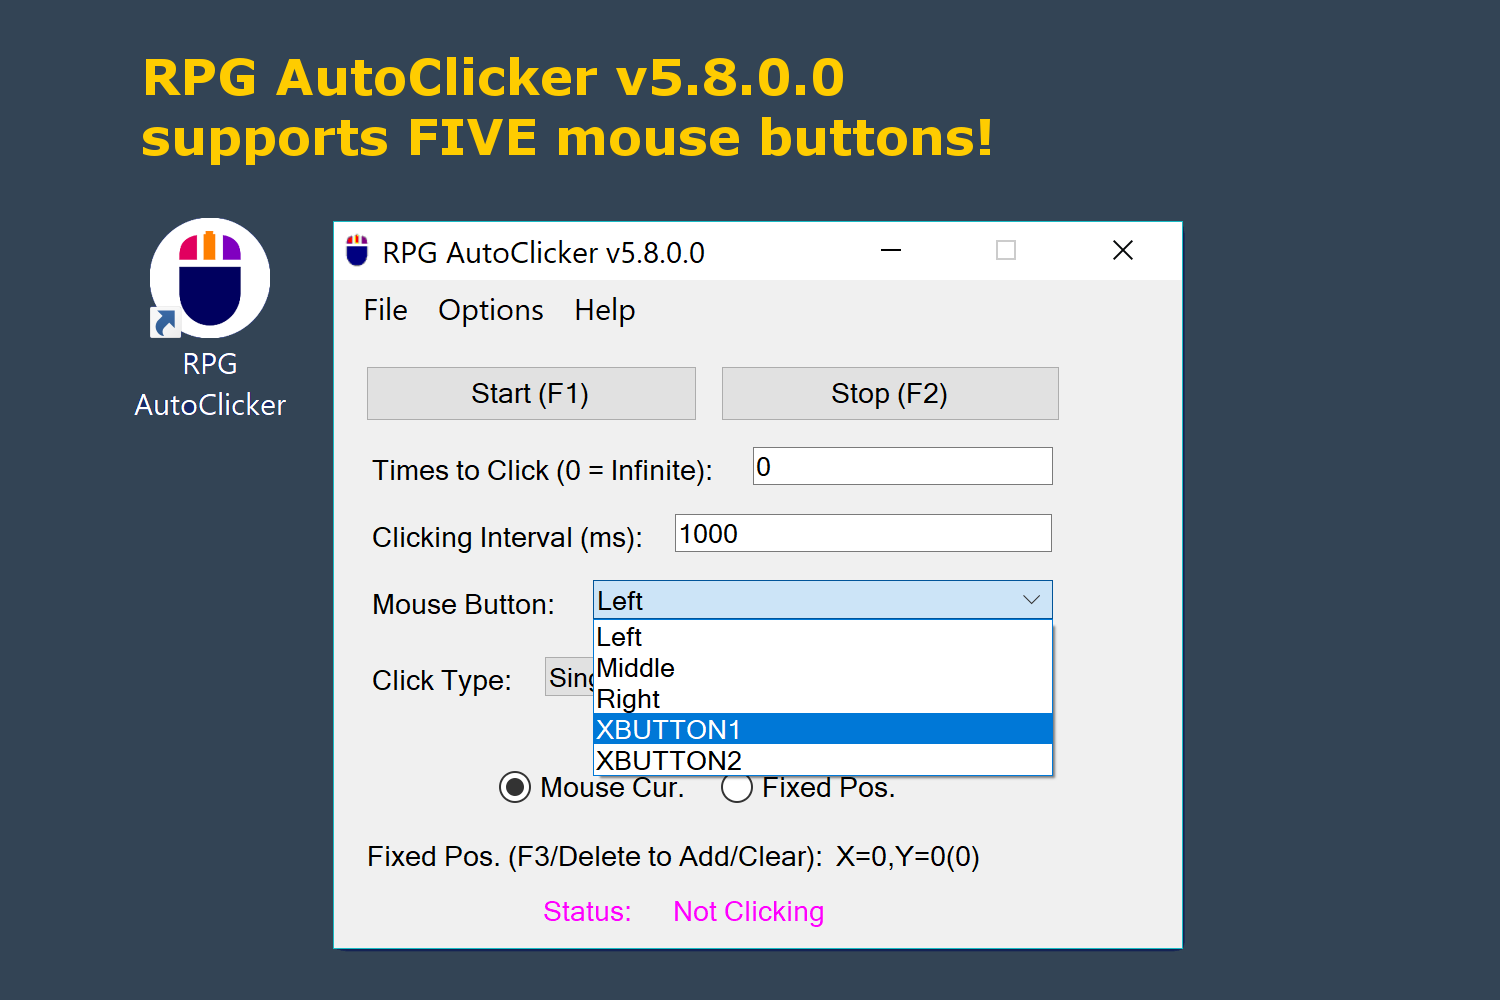 RPG AutoClicker v5.8.0.0
supports FIVE mouse buttons!
RPG
AutoClicker
RPG AutoClicker v5.8.0.0
File Options Help
Start (F1) Stop (F2)
Times to Click (0 = Infinite): 0
Clicking Interval (ms): 1000
Mouse Button: Left
Left
Middle
Click Type: Sing
Right
XBUTTON1
XBUTTON2
Mouse Cur. Fixed Pos.
Fixed Pos. (F3/Delete to Add/Clear): X=0,Y=0(0)
Status: Not Clicking